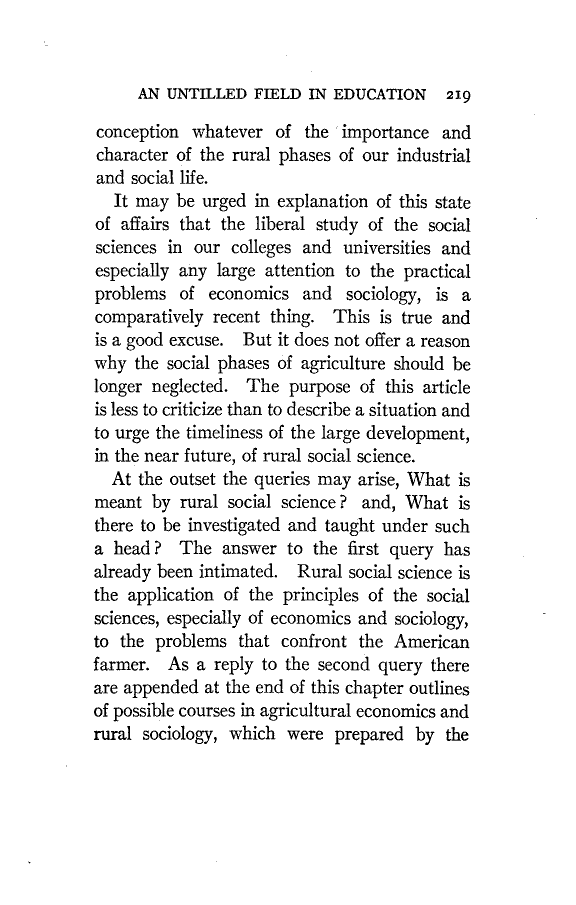 AN UNTILLED FIELD IN EDUCATION 219
conception whatever of the importance and
character of the rural phases of our industrial
and social life.
It may be urged in explanation of this state
of affairs that the liberal study of the social
sciences in our colleges and universities and
especially any large attention to the practical
problems of economics and sociology, is a
comparatively recent thing. This is true and
is a good excuse. But it does not offer a reason
why the social phases of agriculture should be
longer neglected. The purpose of this article
is less to criticize than to describe a situation and
to urge the timeliness of the large development,
in the near future, of rural social science.
At the outset the queries may arise, What is
meant by rural social science? and, What is
there to be investigated and taught under such
a head? The answer to the first query has
already been intimated. Rural social science is
the application of the principles of the social
sciences, especially of economics and sociology,
to the problems that confront the American
farmer. As a reply to the second query there
are appended at the end of this chapter outlines
of possible courses in agricultural economics and
rural sociology, which were prepared by the